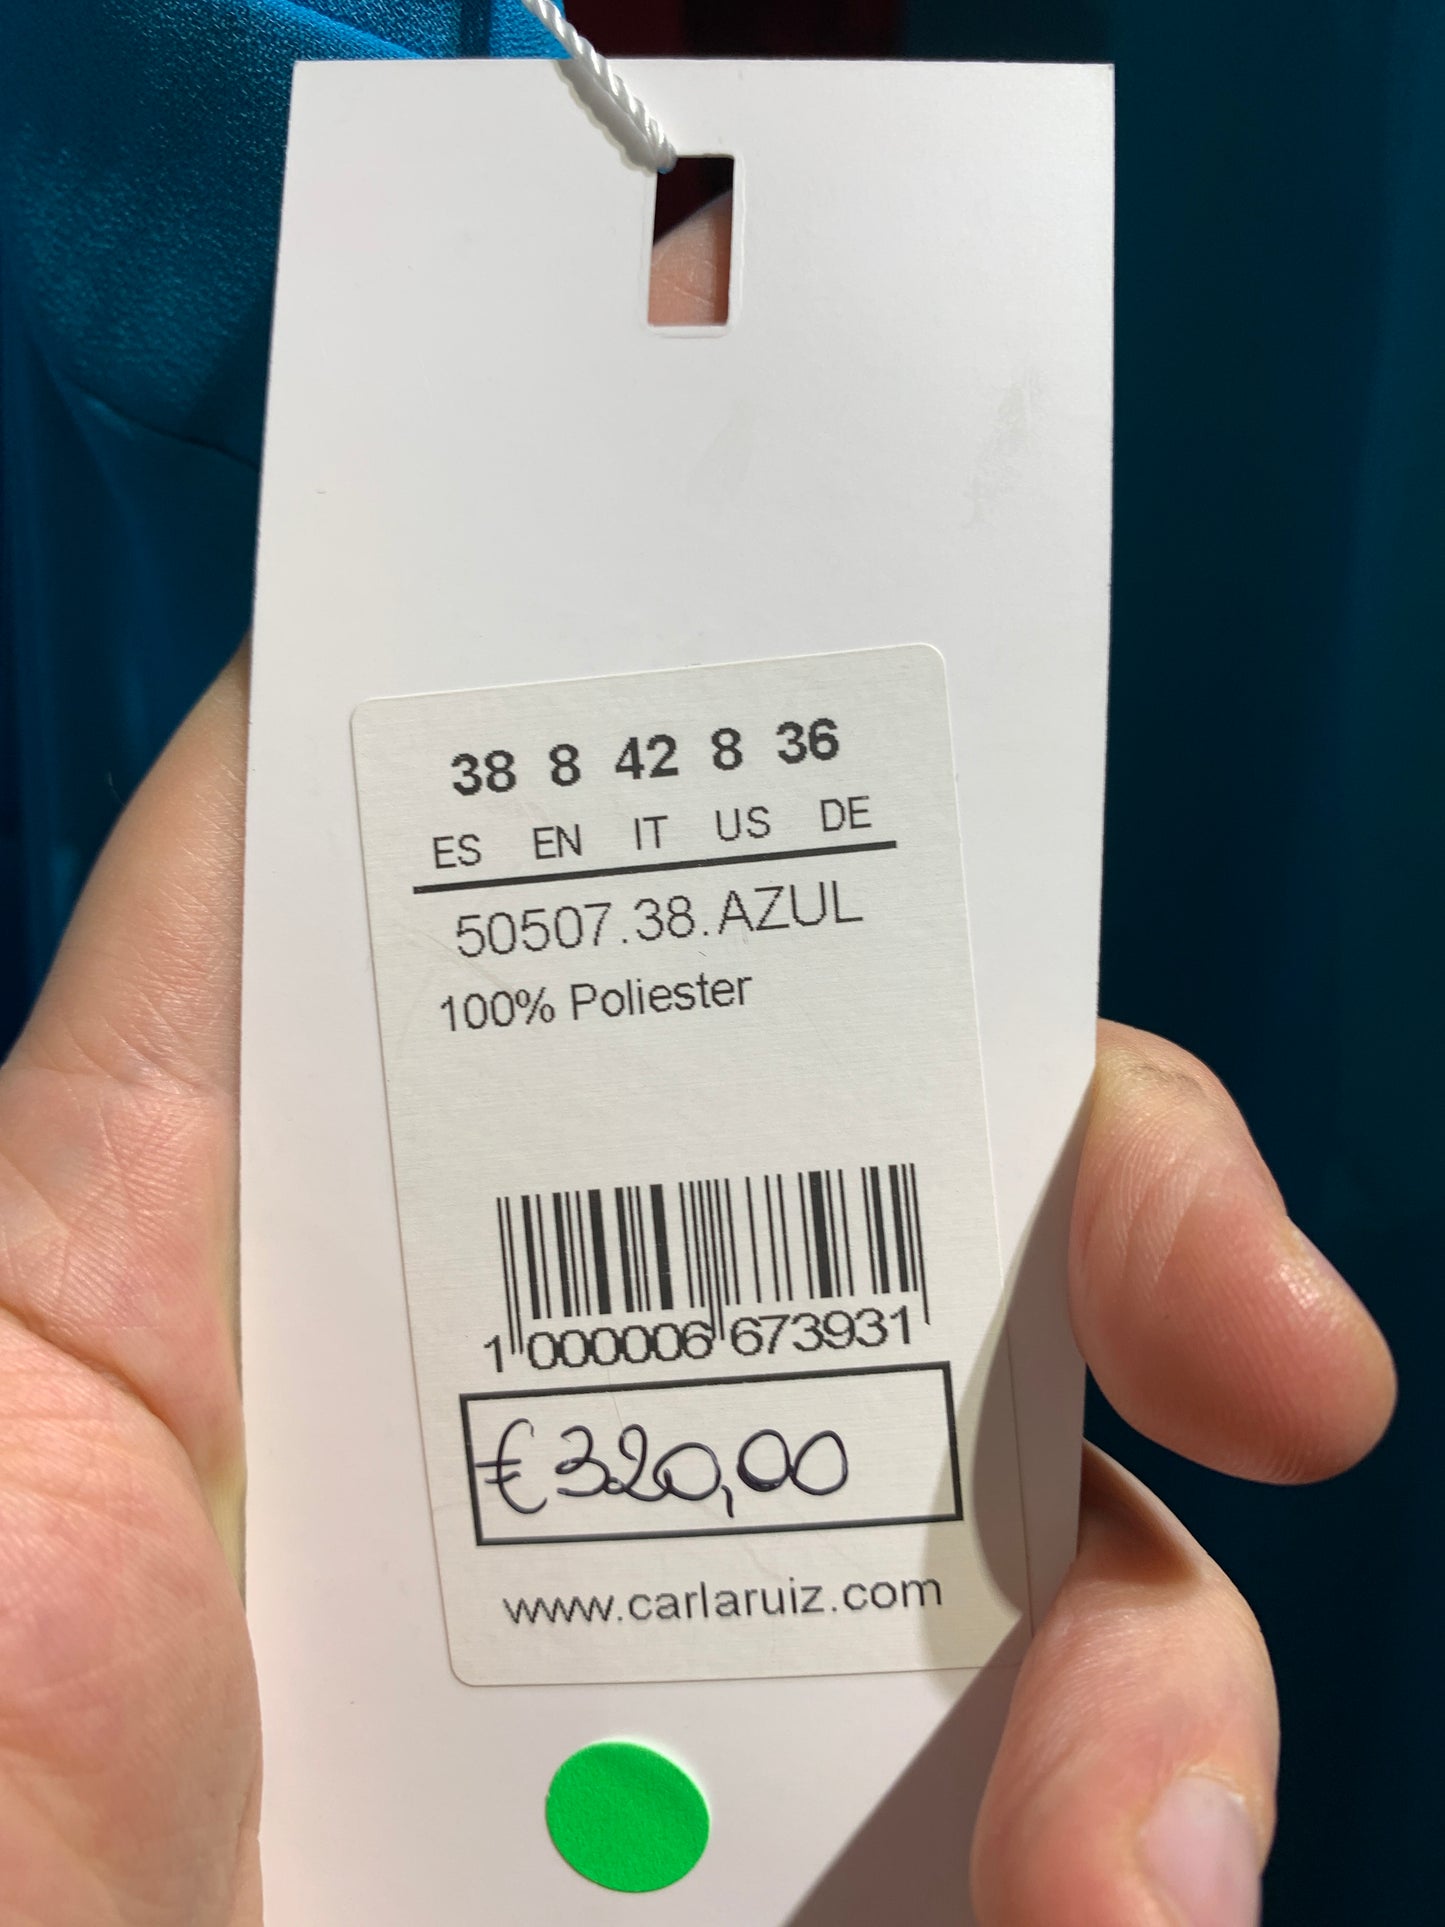 38 8 42 8 36
ES EN IT US DE
50507.38.AZUL
100% Poliester
1 000006 673931
€320,00
www.carlaruiz.com